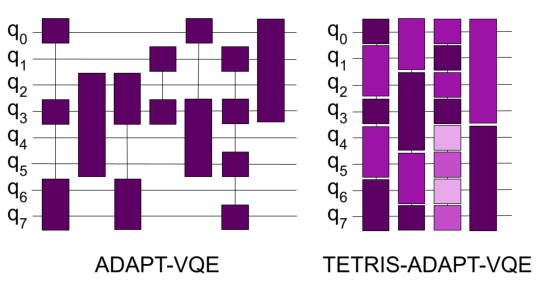 q0
q1
q2
q3
q4
q5
q6
q7
q0
q1
q2
q3
q4
q5
q6
q7
ADAPT-VQE
TETRIS-ADAPT-VQE